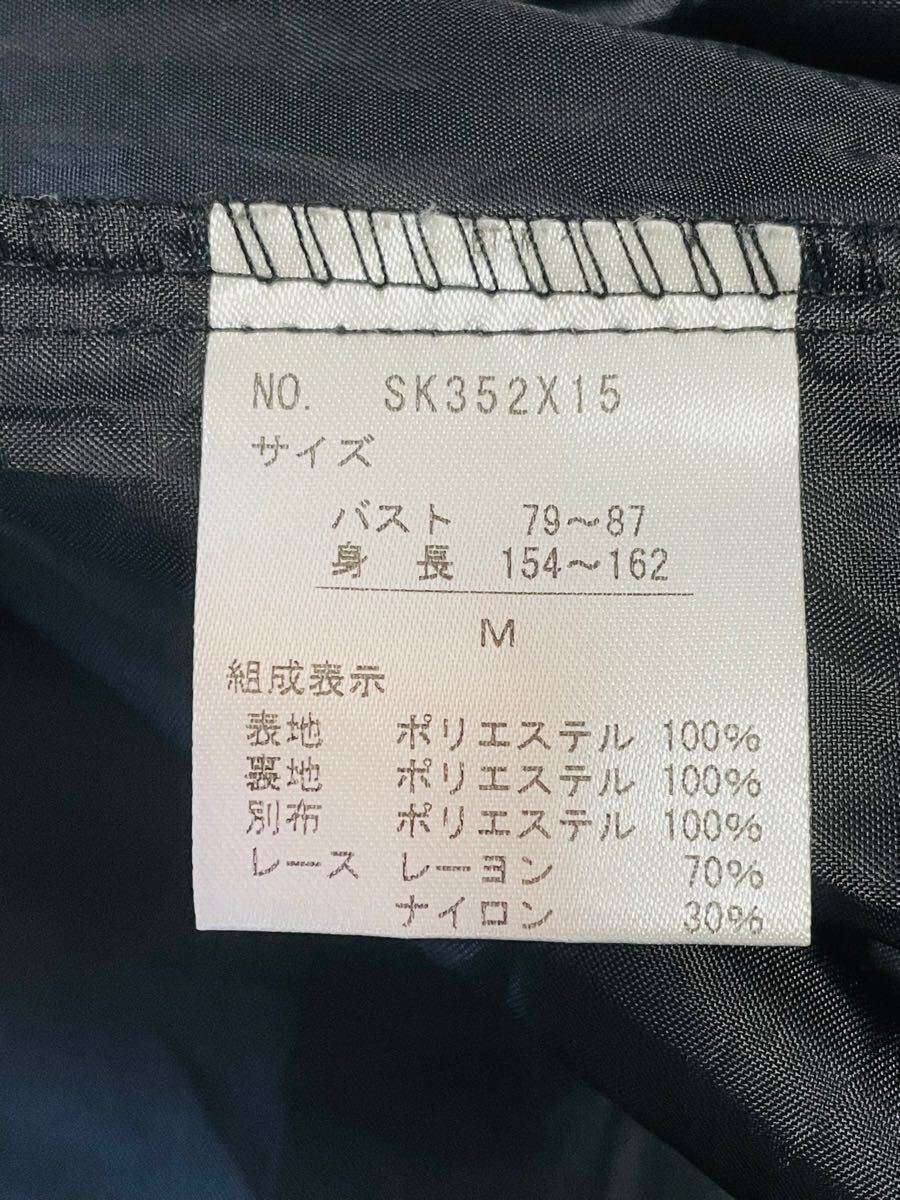 NO. SK352X15
サイズ
バスト 79～87
身長 154～162
M
組成表示
表地 ポリエステル 100%
裏地 ポリエステル 100%
別布 ポリエステル 100%
レース レーヨン 70%
ナイロン 30%